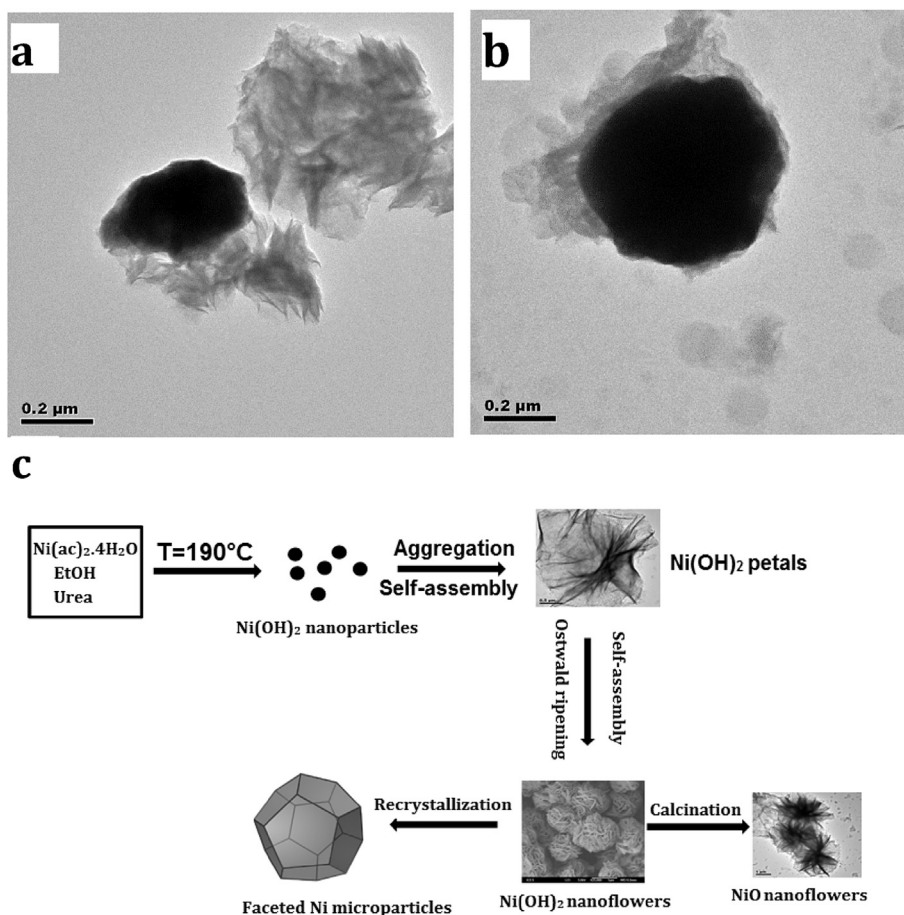 a
b
0.2 µm
0.2 µm
c
Ni(ac)₂.4H₂O
EtOH
Urea
T=190°C
Ni(OH)₂ nanoparticles
Aggregation
Self-assembly
Ni(OH)₂ petals
Ostwald ripening
Self-assembly
Recrystallization
Calcination
Faceted Ni microparticles
Ni(OH)₂ nanoflowers
NiO nanoflowers